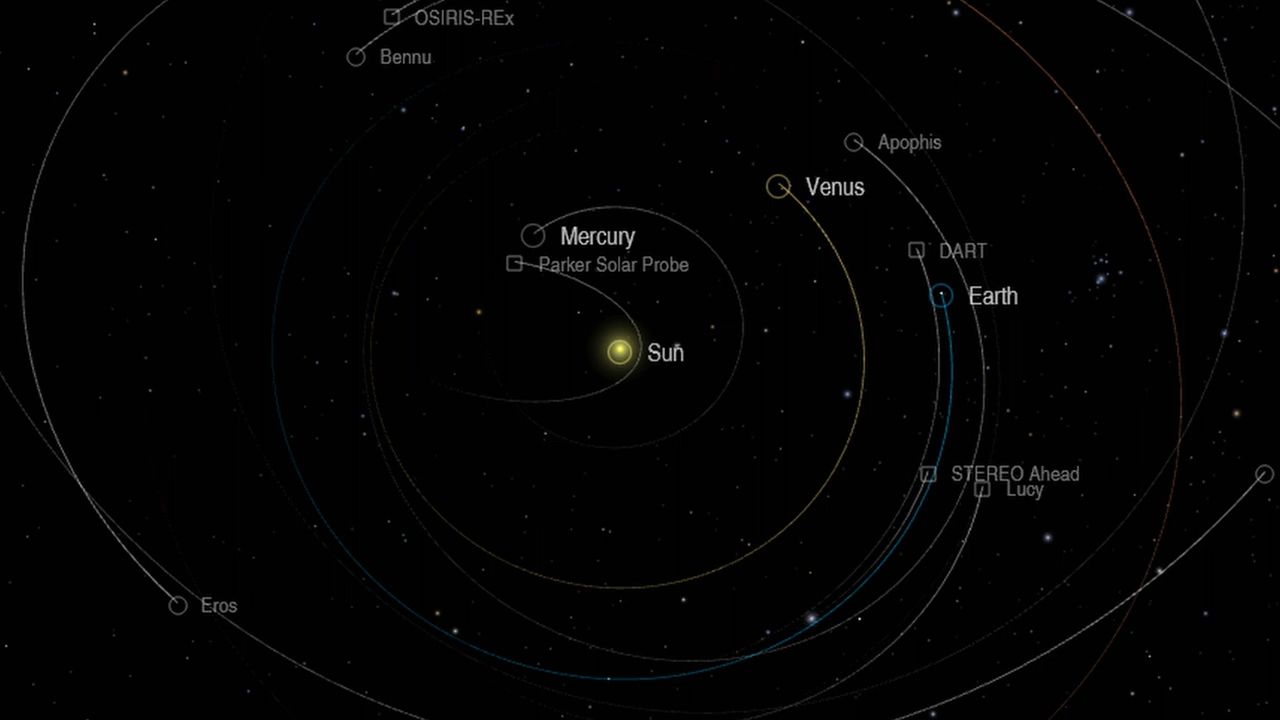 OSIRIS-REx
Bennu
Apophis
Venus
Mercury
DART
Parker Solar Probe
Earth
Sun
STEREO Ahead
Lucy
Eros